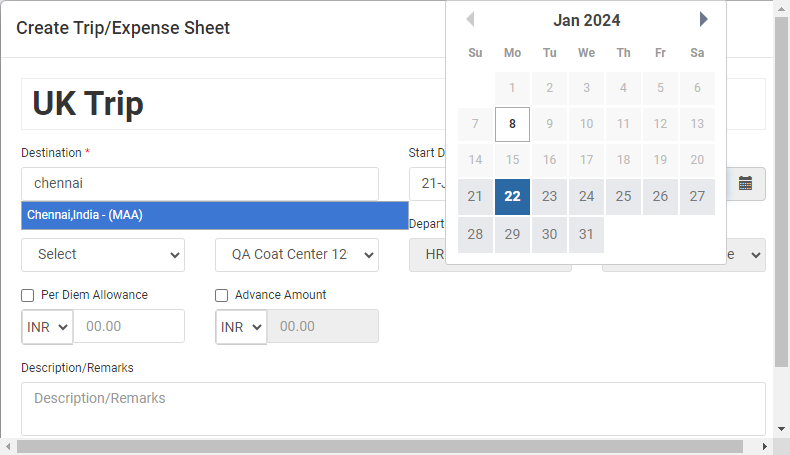 Create Trip/Expense Sheet
Jan 2024
Su Mo Tu We Th Fr Sa
1 2 3 4 5 6
7 8 9 10 11 12 13
14 15 16 17 18 19 20
21 22 23 24 25 26 27
28 29 30 31
UK Trip
Destination *
Start D
chennai
21-J
Chennai,India - (MAA)
Depart
Select
QA Coat Center 12
HR
e
Per Diem Allowance
Advance Amount
INR 00.00
INR 00.00
Description/Remarks
Description/Remarks